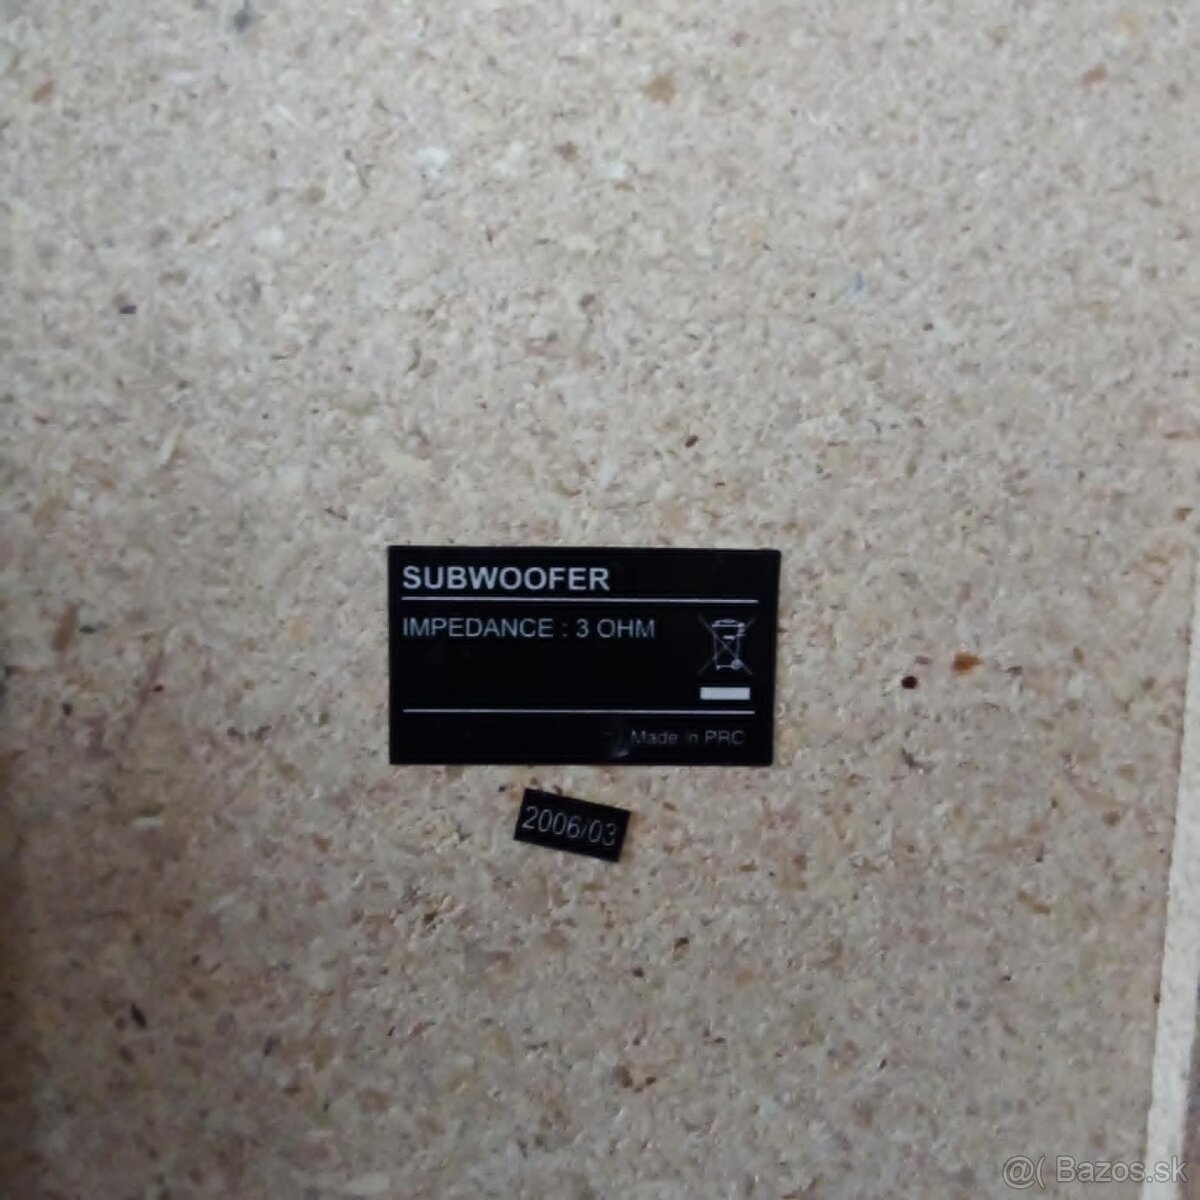 SUBWOOFER
IMPEDANCE : 3 OHM
Made in PRC
2006/03
@( Bazos.sk